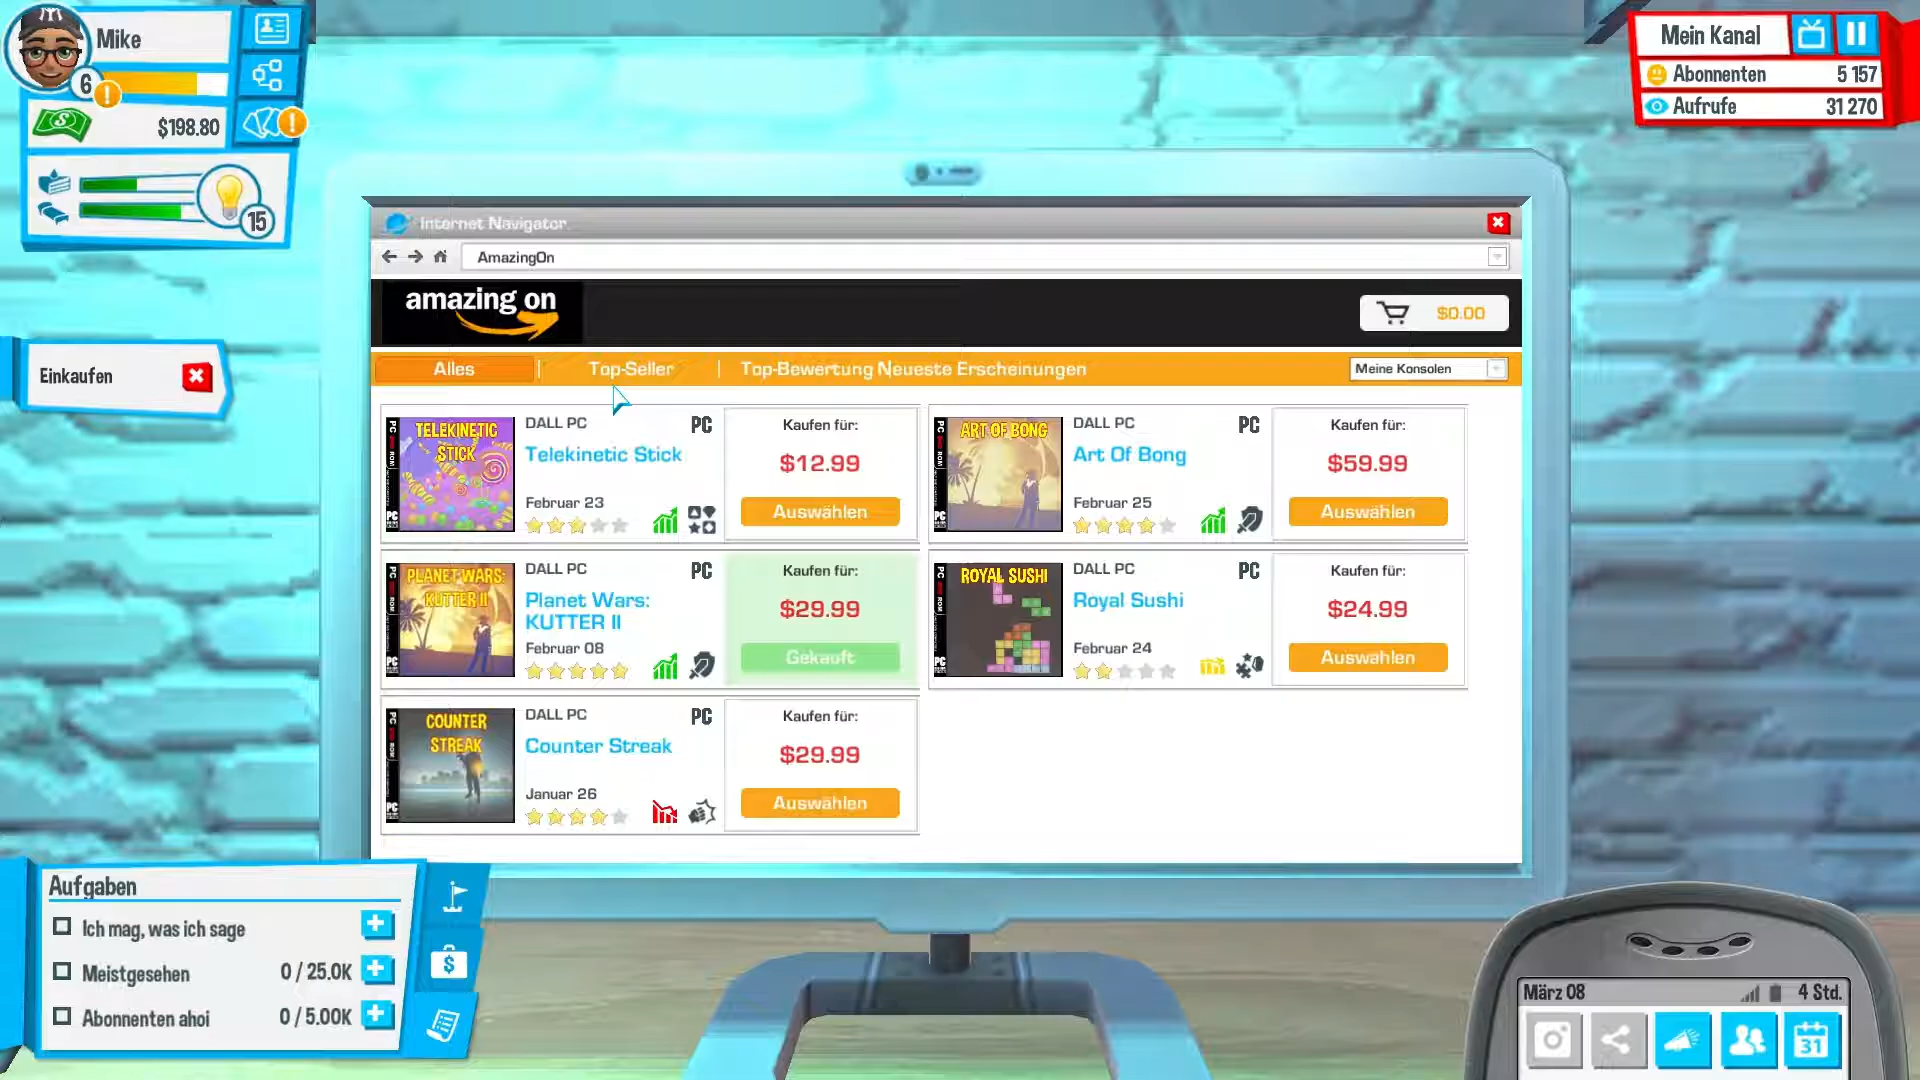 Mike
6
$198.80
15
Mein Kanal
Abonnenten 5 157
Aufrufe 31 270
Internet Navigator
AmazingOn
amazing on
$0.00
Alles
Top-Seller
Top-Bewertung Neueste Erscheinungen
Meine Konsolen
Einkaufen
TELEKINETIC
STICK
DALL PC
PC
Telekinetic Stick
Februar 23
Kaufen für:
$12.99
Auswählen
ART OF BONG
DALL PC
PC
Art Of Bong
Februar 25
Kaufen für:
$59.99
Auswählen
PLANET WARS:
KUTTER II
DALL PC
PC
Planet Wars:
KUTTER II
Februar 08
Kaufen für:
$29.99
Gekauft
ROYAL SUSHI
DALL PC
PC
Royal Sushi
Februar 24
Kaufen für:
$24.99
Auswählen
COUNTER
STREAK
DALL PC
PC
Counter Streak
Januar 26
Kaufen für:
$29.99
Auswählen
Aufgaben
Ich mag, was ich sage
Meistgesehen 0 / 25.0K
Abonnenten ahoi 0 / 5.00K
März 08
4 Std.
31